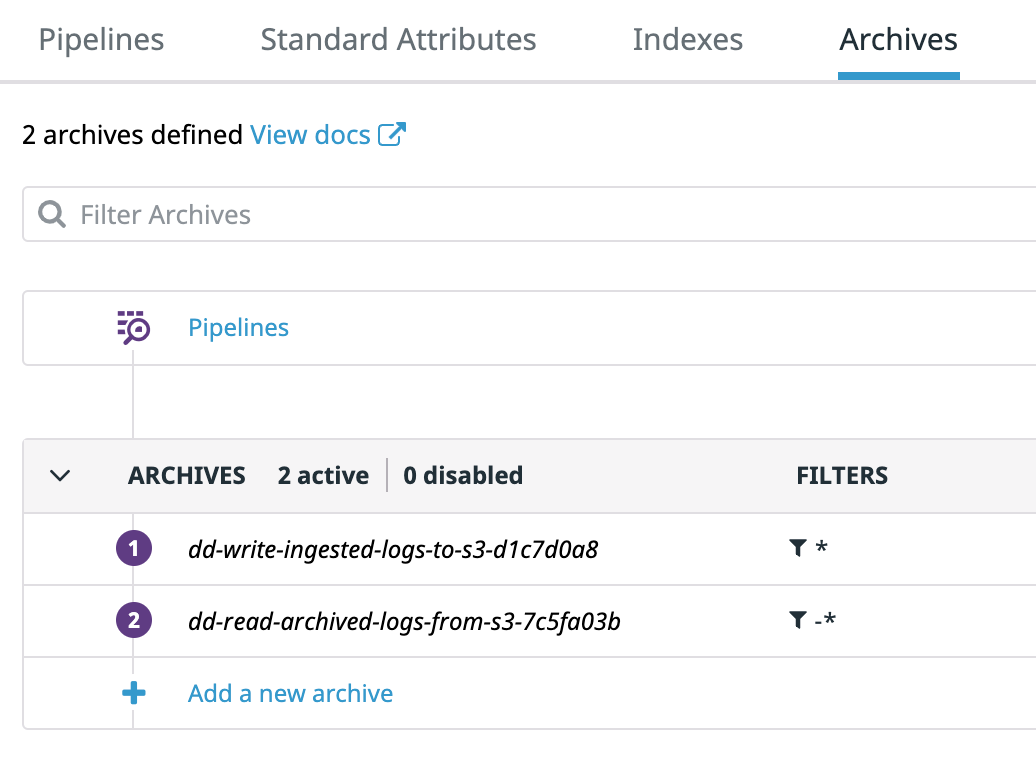 Pipelines Standard Attributes Indexes Archives
2 archives defined View docs
Filter Archives
Pipelines
ARCHIVES 2 active 0 disabled FILTERS
1 dd-write-ingested-logs-to-s3-d1c7d0a8 *
2 dd-read-archived-logs-from-s3-7c5fa03b -*
Add a new archive